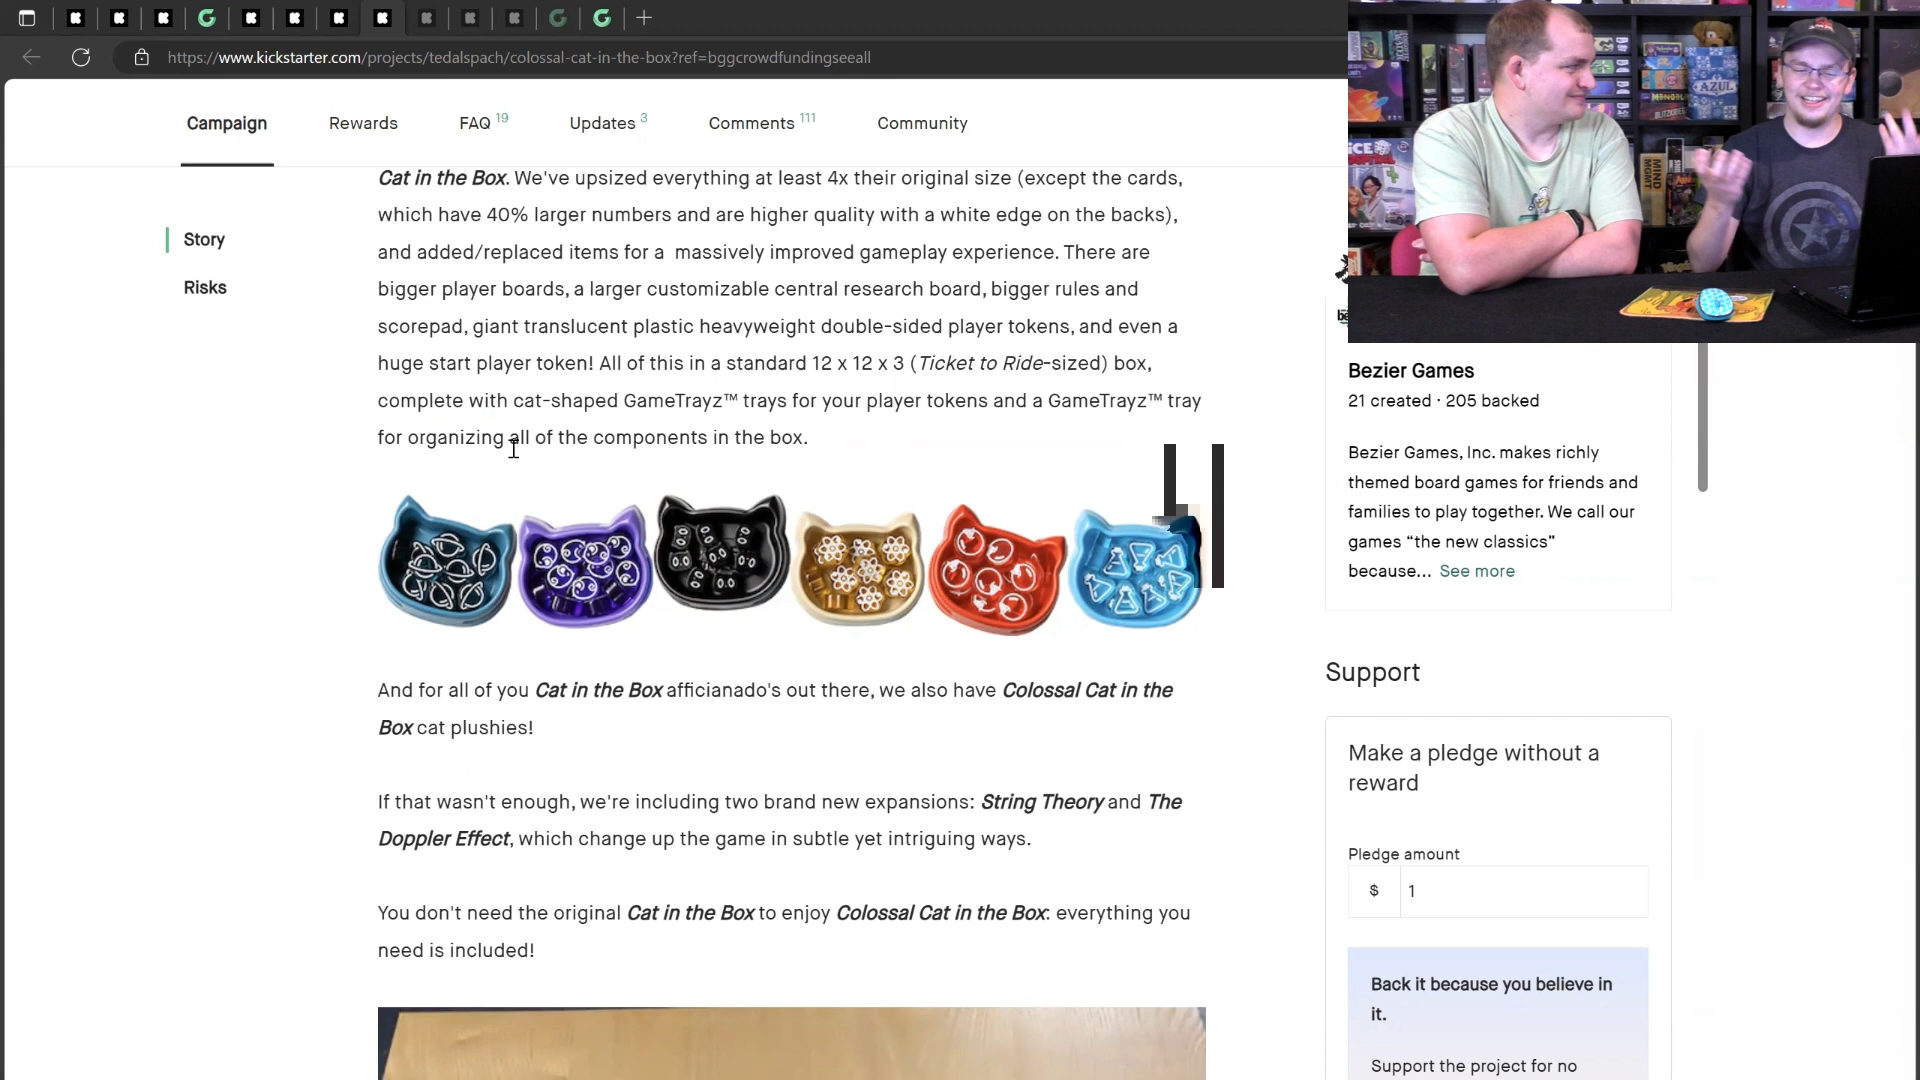 https://www.kickstarter.com/projects/tedalspach/colossal-cat-in-the-box?ref=bggcrowdfundingseeall
Campaign
Rewards
FAQ 19
Updates 3
Comments 111
Community
Story
Risks
Cat in the Box. We've upsized everything at least 4x their original size (except the cards,
which have 40% larger numbers and are higher quality with a white edge on the backs),
and added/replaced items for a massively improved gameplay experience. There are
bigger player boards, a larger customizable central research board, bigger rules and
scorepad, giant translucent plastic heavyweight double-sided player tokens, and even a
huge start player token! All of this in a standard 12 x 12 x 3 (Ticket to Ride-sized) box,
complete with cat-shaped GameTrayz™ trays for your player tokens and a GameTrayz™ tray
for organizing all of the components in the box.
And for all of you Cat in the Box afficianado's out there, we also have Colossal Cat in the
Box cat plushies!
If that wasn't enough, we're including two brand new expansions: String Theory and The
Doppler Effect, which change up the game in subtle yet intriguing ways.
You don't need the original Cat in the Box to enjoy Colossal Cat in the Box: everything you
need is included!
AZUL
MIND
MGMT
Bezier Games
21 created · 205 backed
Bezier Games, Inc. makes richly
themed board games for friends and
families to play together. We call our
games “the new classics”
because... See more
Support
Make a pledge without a
reward
Pledge amount
$ 1
Back it because you believe in
it.
Support the project for no